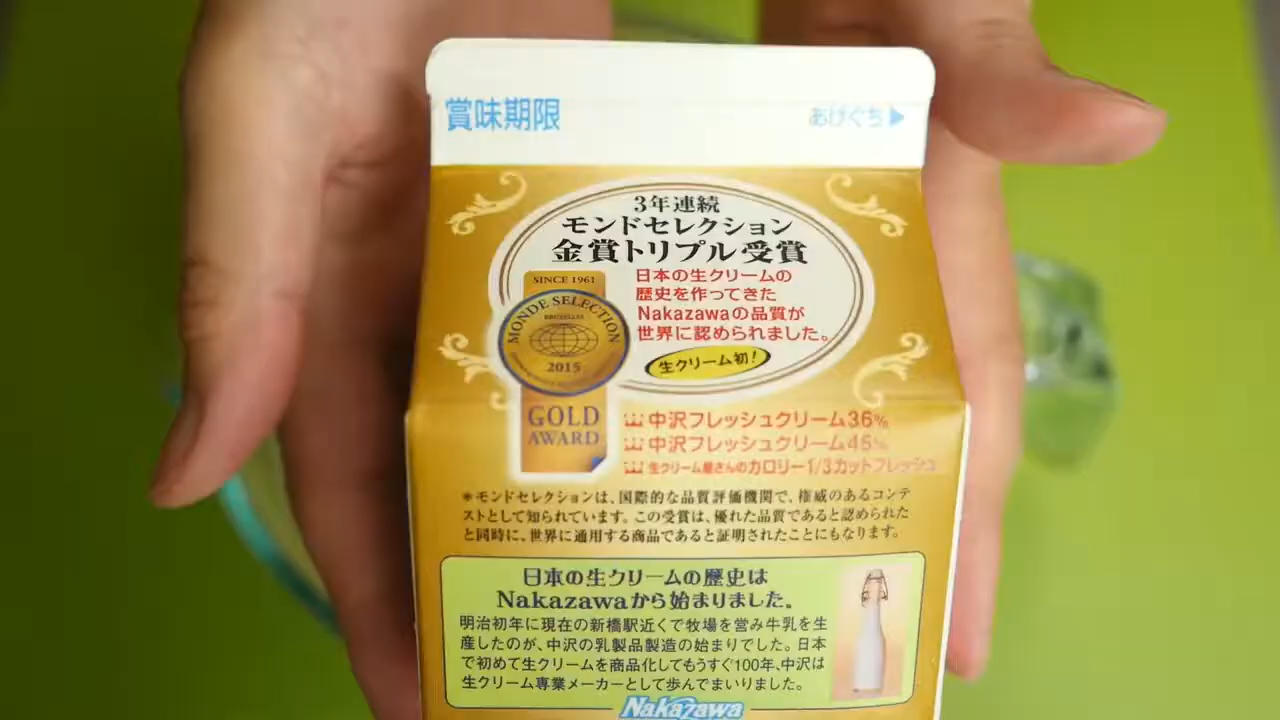 賞味期限
あけぐち▶
3年連続
モンドセレクション
金賞トリプル受賞
日本の生クリームの
歴史を作ってきた
Nakazawaの品質が
世界に認められました。
生クリーム初！
SINCE 1961
MONDE SELECTION
BRUXELLES
2015
GOLD
AWARD
中沢フレッシュクリーム36%
中沢フレッシュクリーム45%
生クリーム屋さんのカロリー1/3カットフレッシュ
＊モンドセレクションは、国際的な品質評価機関で、権威のあるコンテ
ストとして知られています。この受賞は、優れた品質であると認められた
と同時に、世界に通用する商品であると証明されたことにもなります。
日本の生クリームの歴史は
Nakazawaから始まりました。
明治初年に現在の新橋駅近くで牧場を営み牛乳を生
産したのが、中沢の乳製品製造の始まりでした。日本
で初めて生クリームを商品化してもうすぐ100年、中沢は
生クリーム専業メーカーとして歩んでまいりました。
Nakazawa